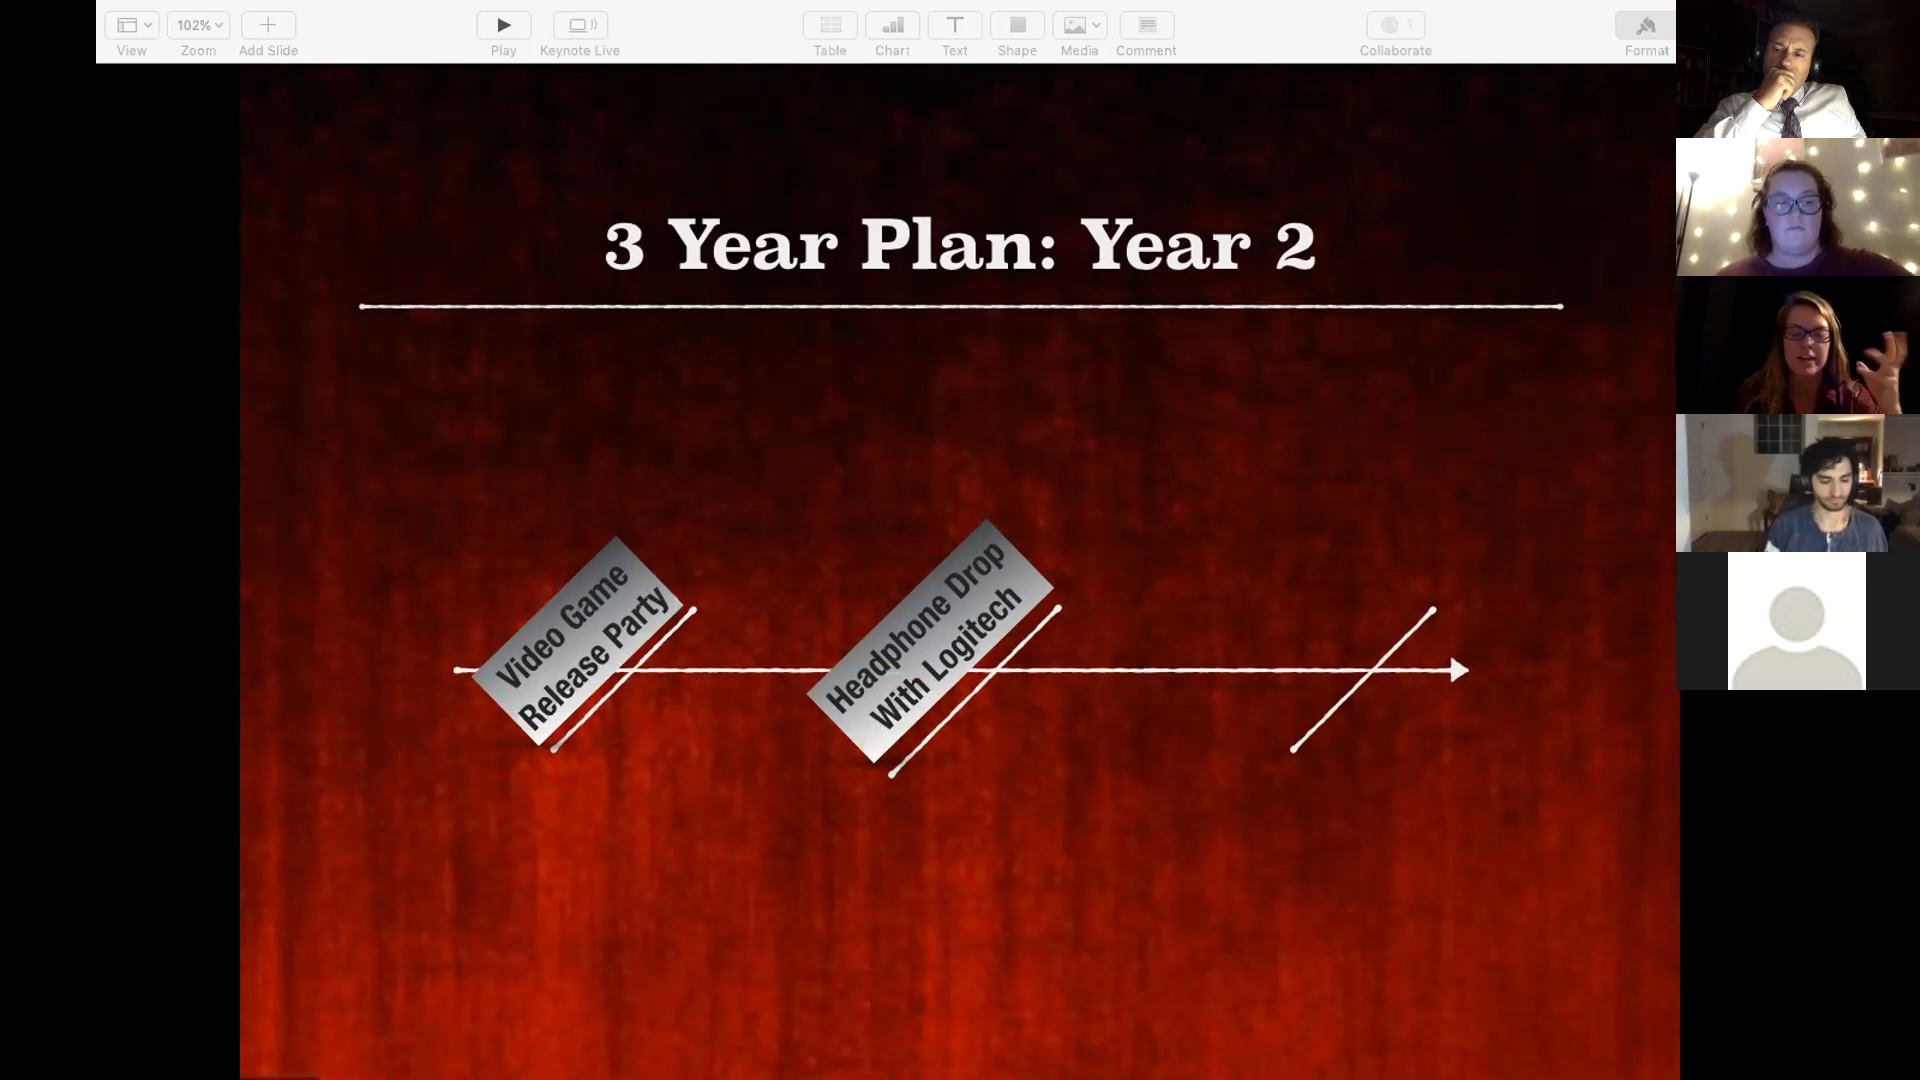 102%
View
Zoom
Add Slide
Play
Keynote Live
Table
Chart
Text
Shape
Media
Comment
1
Collaborate
Format
3 Year Plan: Year 2
Video Game
Release Party
Headphone Drop
With Logitech